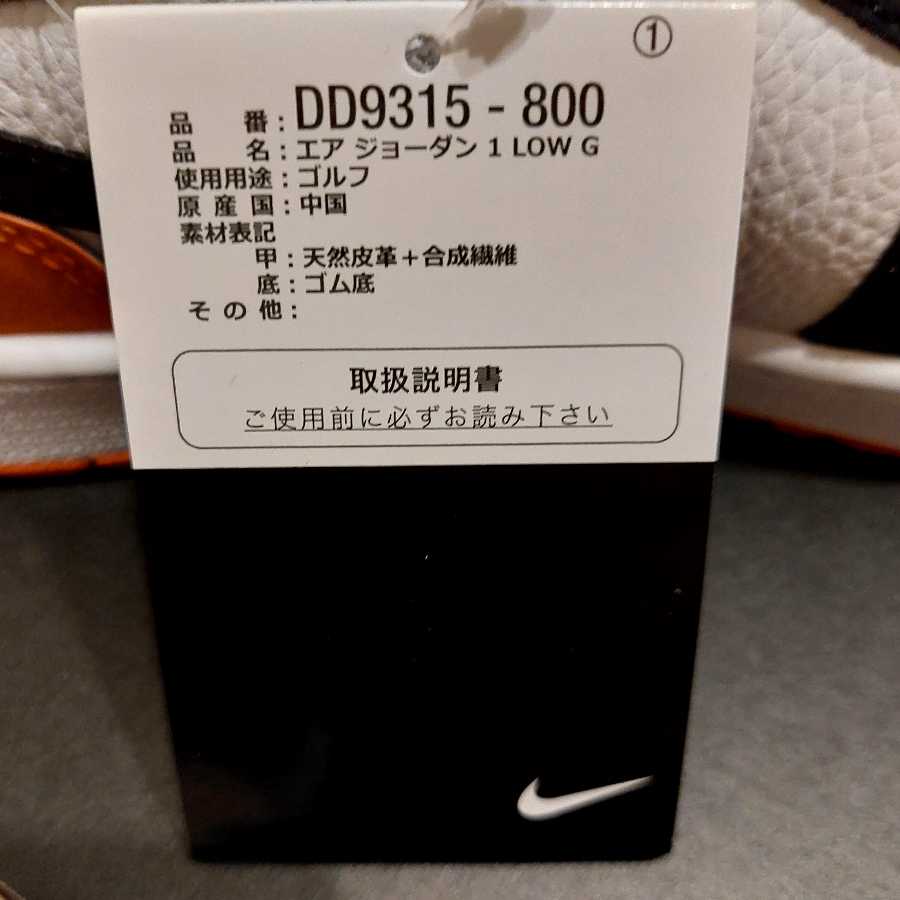 ①
品番：DD9315 - 800
品名：エア ジョーダン 1 LOW G
使用用途：ゴルフ
原産国：中国
素材表記
甲：天然皮革＋合成繊維
底：ゴム底
その他：
取扱説明書
ご使用前に必ずお読み下さい